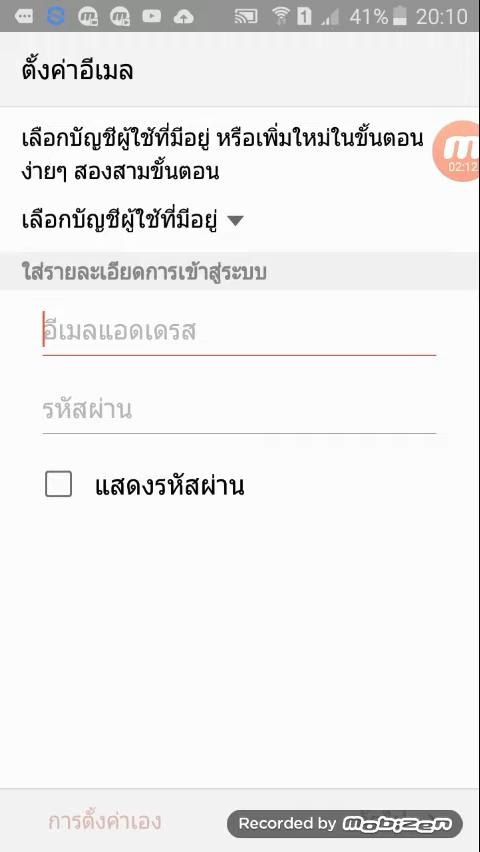 1 41% 20:10
ตั้งค่าอีเมล
เลือกบัญชีผู้ใช้ที่มีอยู่ หรือเพิ่มใหม่ในขั้นตอน
ง่ายๆ สองสามขั้นตอน
02:12
เลือกบัญชีผู้ใช้ที่มีอยู่
ใส่รายละเอียดการเข้าสู่ระบบ
อีเมลแอดเดรส
รหัสผ่าน
แสดงรหัสผ่าน
การตั้งค่าเอง
Recorded by mobizen